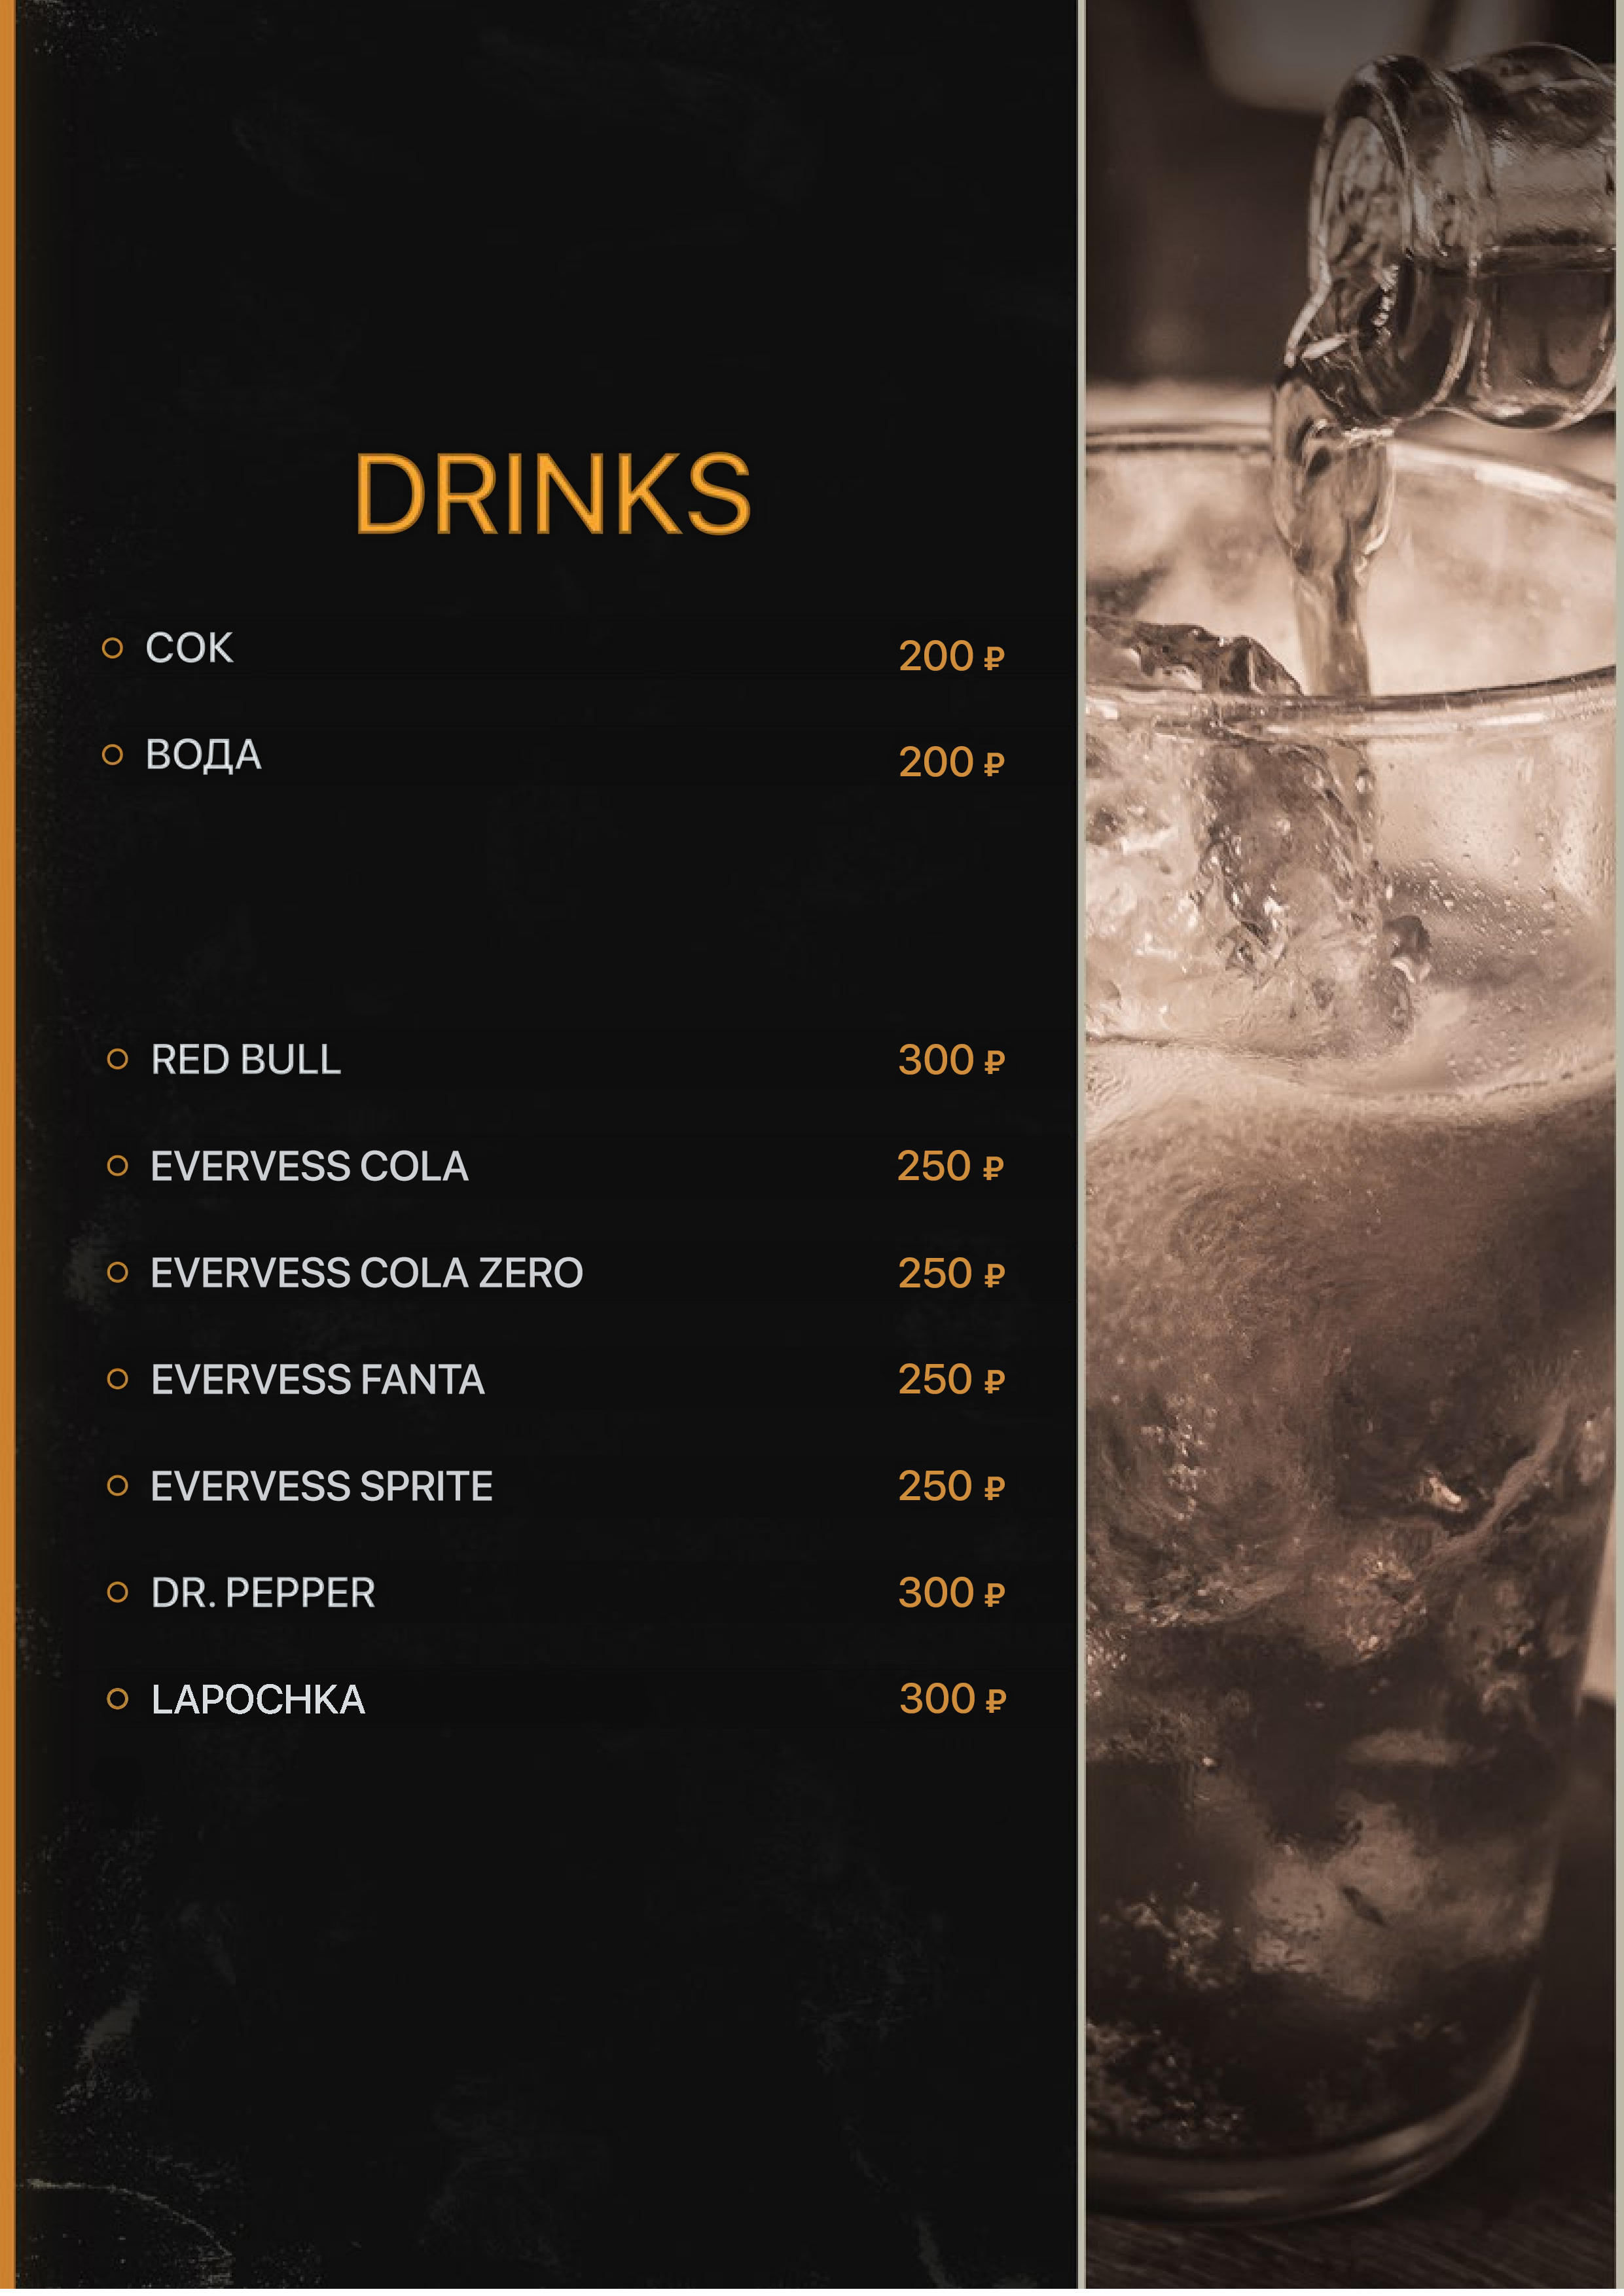 DRINKS
СОК 200 ₽
ВОДА 200 ₽
RED BULL 300 ₽
EVERVESS COLA 250 ₽
EVERVESS COLA ZERO 250 ₽
EVERVESS FANTA 250 ₽
EVERVESS SPRITE 250 ₽
DR. PEPPER 300 ₽
LAPOCHKA 300 ₽